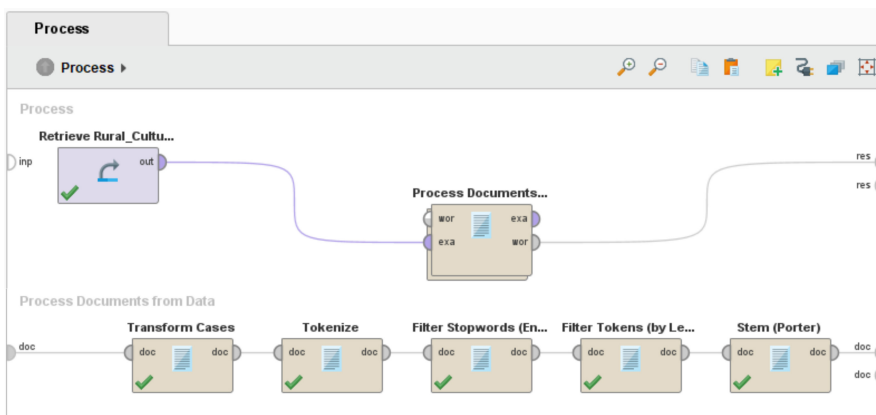 Process
Process
Process
Retrieve Rural_Cultu...
inp
out
res
res
Process Documents...
wor
exa
exa
wor
Process Documents from Data
Transform Cases
Tokenize
Filter Stopwords (En...
Filter Tokens (by Le...
Stem (Porter)
doc
doc
doc
doc
doc
doc
doc
doc
doc
doc
doc
doc
doc